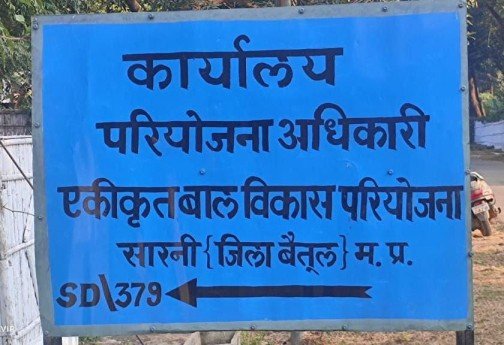 कार्यालय
परियोजना अधिकारी
एकीकृत बाल विकास परियोजना
सारनी {जिला बैतूल} म. प्र.
SD\379